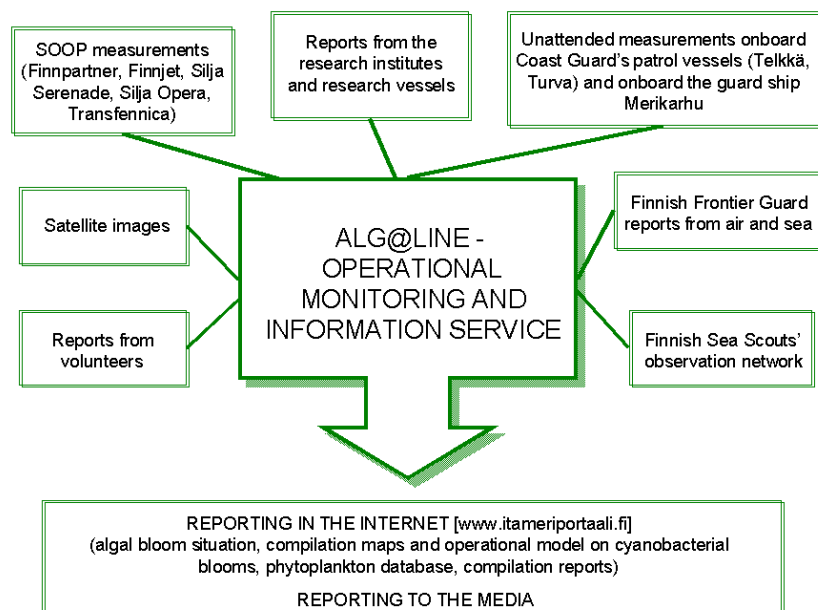 SOOP measurements
(Finnpartner, Finnjet, Silja
Serenade, Silja Opera,
Transfennica)
Reports from the
research institutes
and research vessels
Unattended measurements onboard
Coast Guard's patrol vessels (Telkkä,
Turva) and onboard the guard ship
Merikarhu
Satellite images
Finnish Frontier Guard
reports from air and sea
ALG@LINE -
OPERATIONAL
MONITORING AND
INFORMATION SERVICE
Reports from
volunteers
Finnish Sea Scouts'
observation network
REPORTING IN THE INTERNET [www.itameriportaali.fi]
(algal bloom situation, compilation maps and operational model on cyanobacterial
blooms, phytoplankton database, compilation reports)
REPORTING TO THE MEDIA